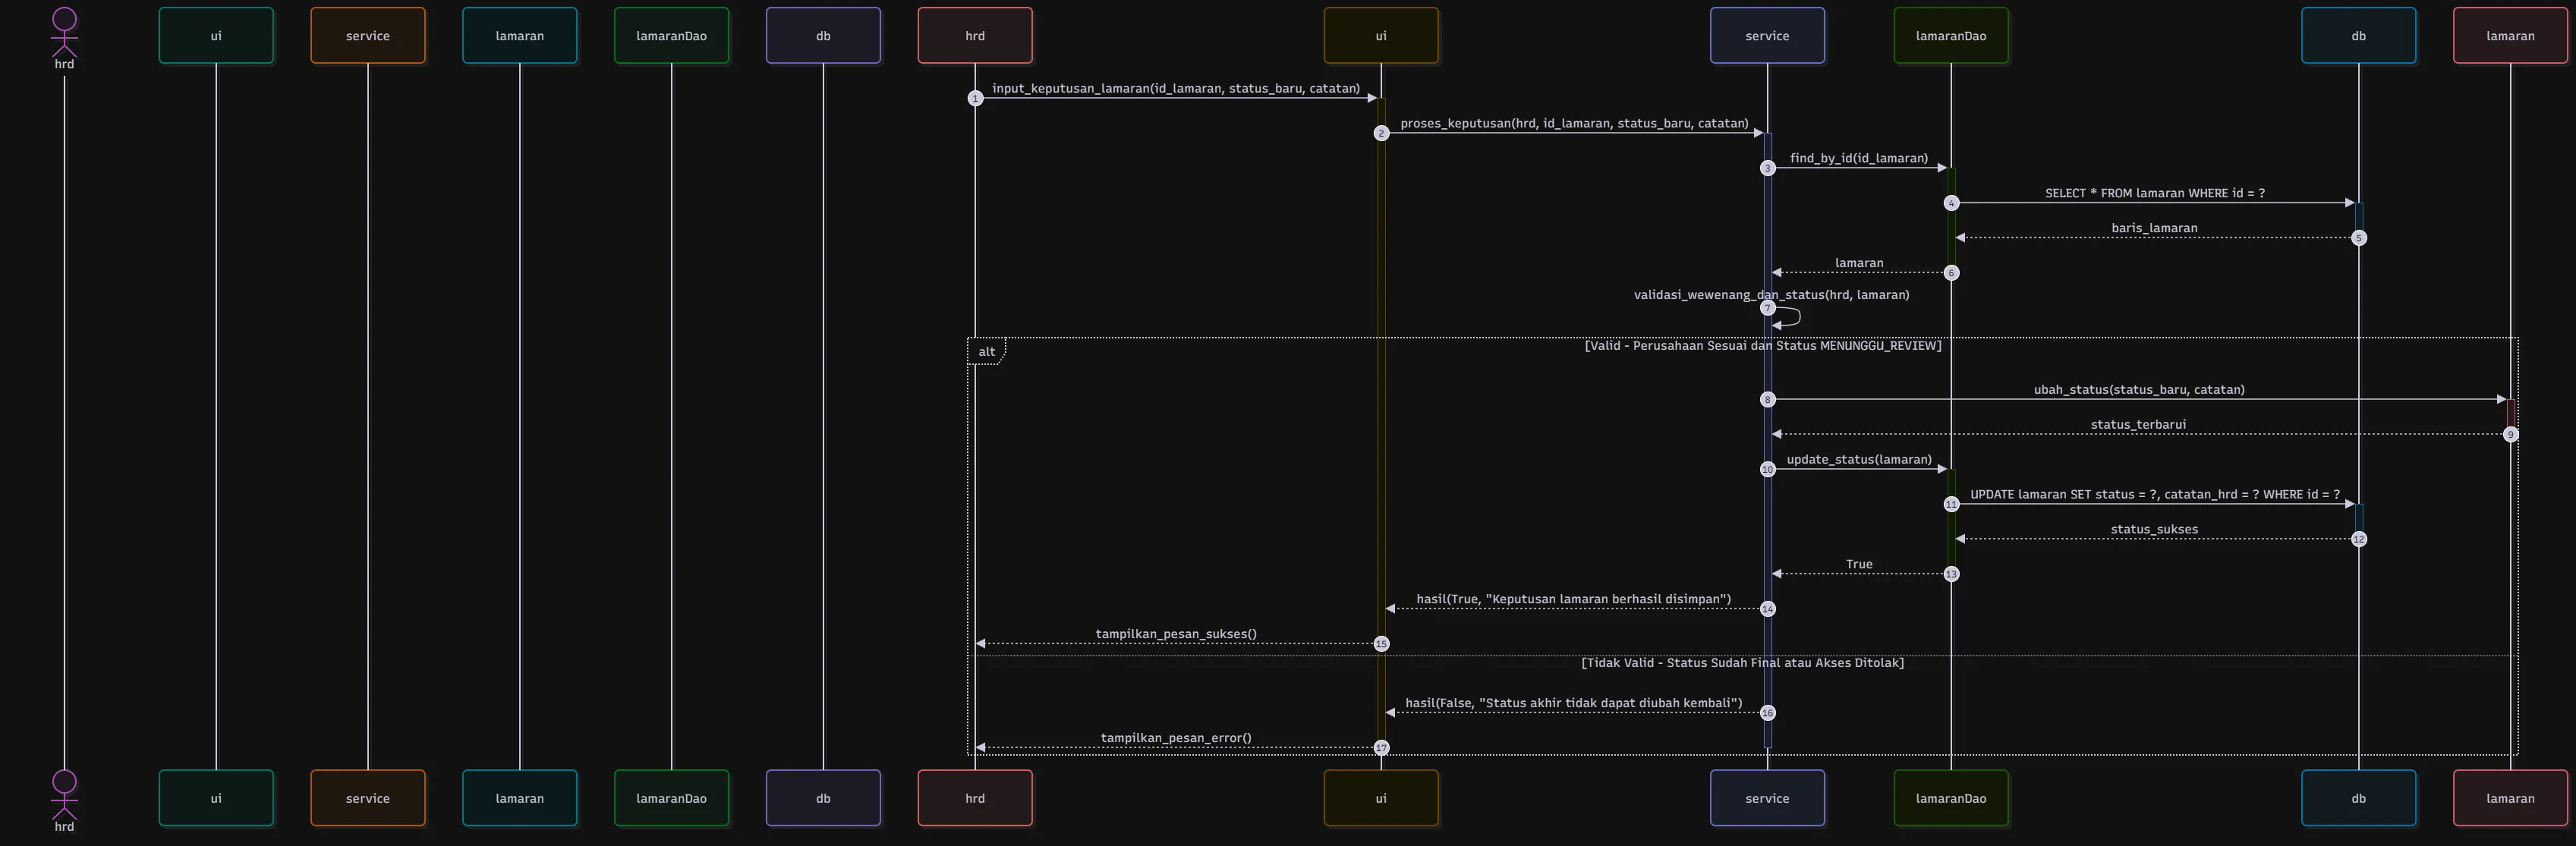 hrd
ui
service
lamaran
lamaranDao
db
hrd
ui
service
lamaranDao
db
lamaran
1
input_keputusan_lamaran(id_lamaran, status_baru, catatan)
2
proses_keputusan(hrd, id_lamaran, status_baru, catatan)
3
find_by_id(id_lamaran)
4
SELECT * FROM lamaran WHERE id = ?
baris_lamaran
5
lamaran
6
validasi_wewenang_dan_status(hrd, lamaran)
7
alt
[Valid - Perusahaan Sesuai dan Status MENUNGGU_REVIEW]
8
ubah_status(status_baru, catatan)
status_terbarui
9
10
update_status(lamaran)
11
UPDATE lamaran SET status = ?, catatan_hrd = ? WHERE id = ?
status_sukses
12
True
13
hasil(True, "Keputusan lamaran berhasil disimpan")
14
tampilkan_pesan_sukses()
15
[Tidak Valid - Status Sudah Final atau Akses Ditolak]
hasil(False, "Status akhir tidak dapat diubah kembali")
16
tampilkan_pesan_error()
17
hrd
ui
service
lamaran
lamaranDao
db
hrd
ui
service
lamaranDao
db
lamaran